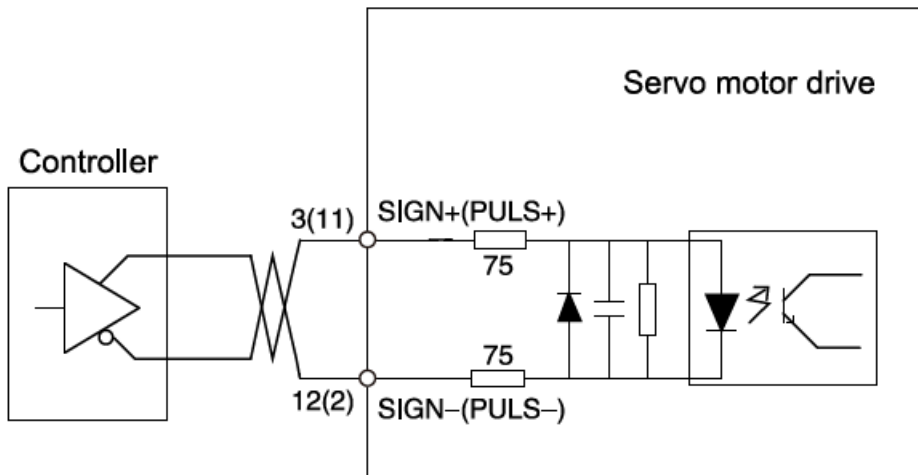 Servo motor drive
Controller
3(11)
SIGN+(PULS+)
75
75
12(2)
SIGN−(PULS−)